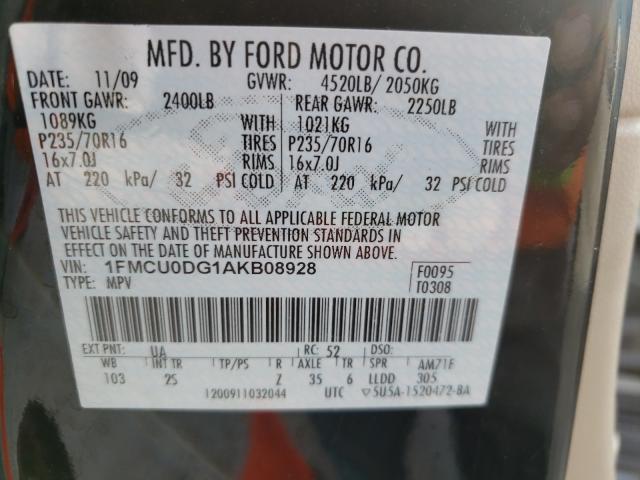 MFD. BY FORD MOTOR CO.
DATE: 11/09 GVWR: 4520LB/ 2050KG
FRONT GAWR: 2400LB REAR GAWR: 2250LB
1089KG WITH 1021KG WITH
P235/70R16 TIRES P235/70R16 TIRES
16x7.0J RIMS 16x7.0J RIMS
AT 220 kPa/ 32 PSI COLD AT 220 kPa/ 32 PSI COLD
THIS VEHICLE CONFORMS TO ALL APPLICABLE FEDERAL MOTOR
VEHICLE SAFETY AND THEFT PREVENTION STANDARDS IN
EFFECT ON THE DATE OF MANUFACTURE SHOWN ABOVE.
VIN: 1FMCU0DG1AKB08928 F0095
TYPE: MPV T0308
EXT PNT: UA RC: 52 DSO:
WB INT TR TP/PS R AXLE TR SPR AM71F
103 2S Z 35 6 LLDD 305
1200911032044 UTC ▽5U5A-1520472-BA